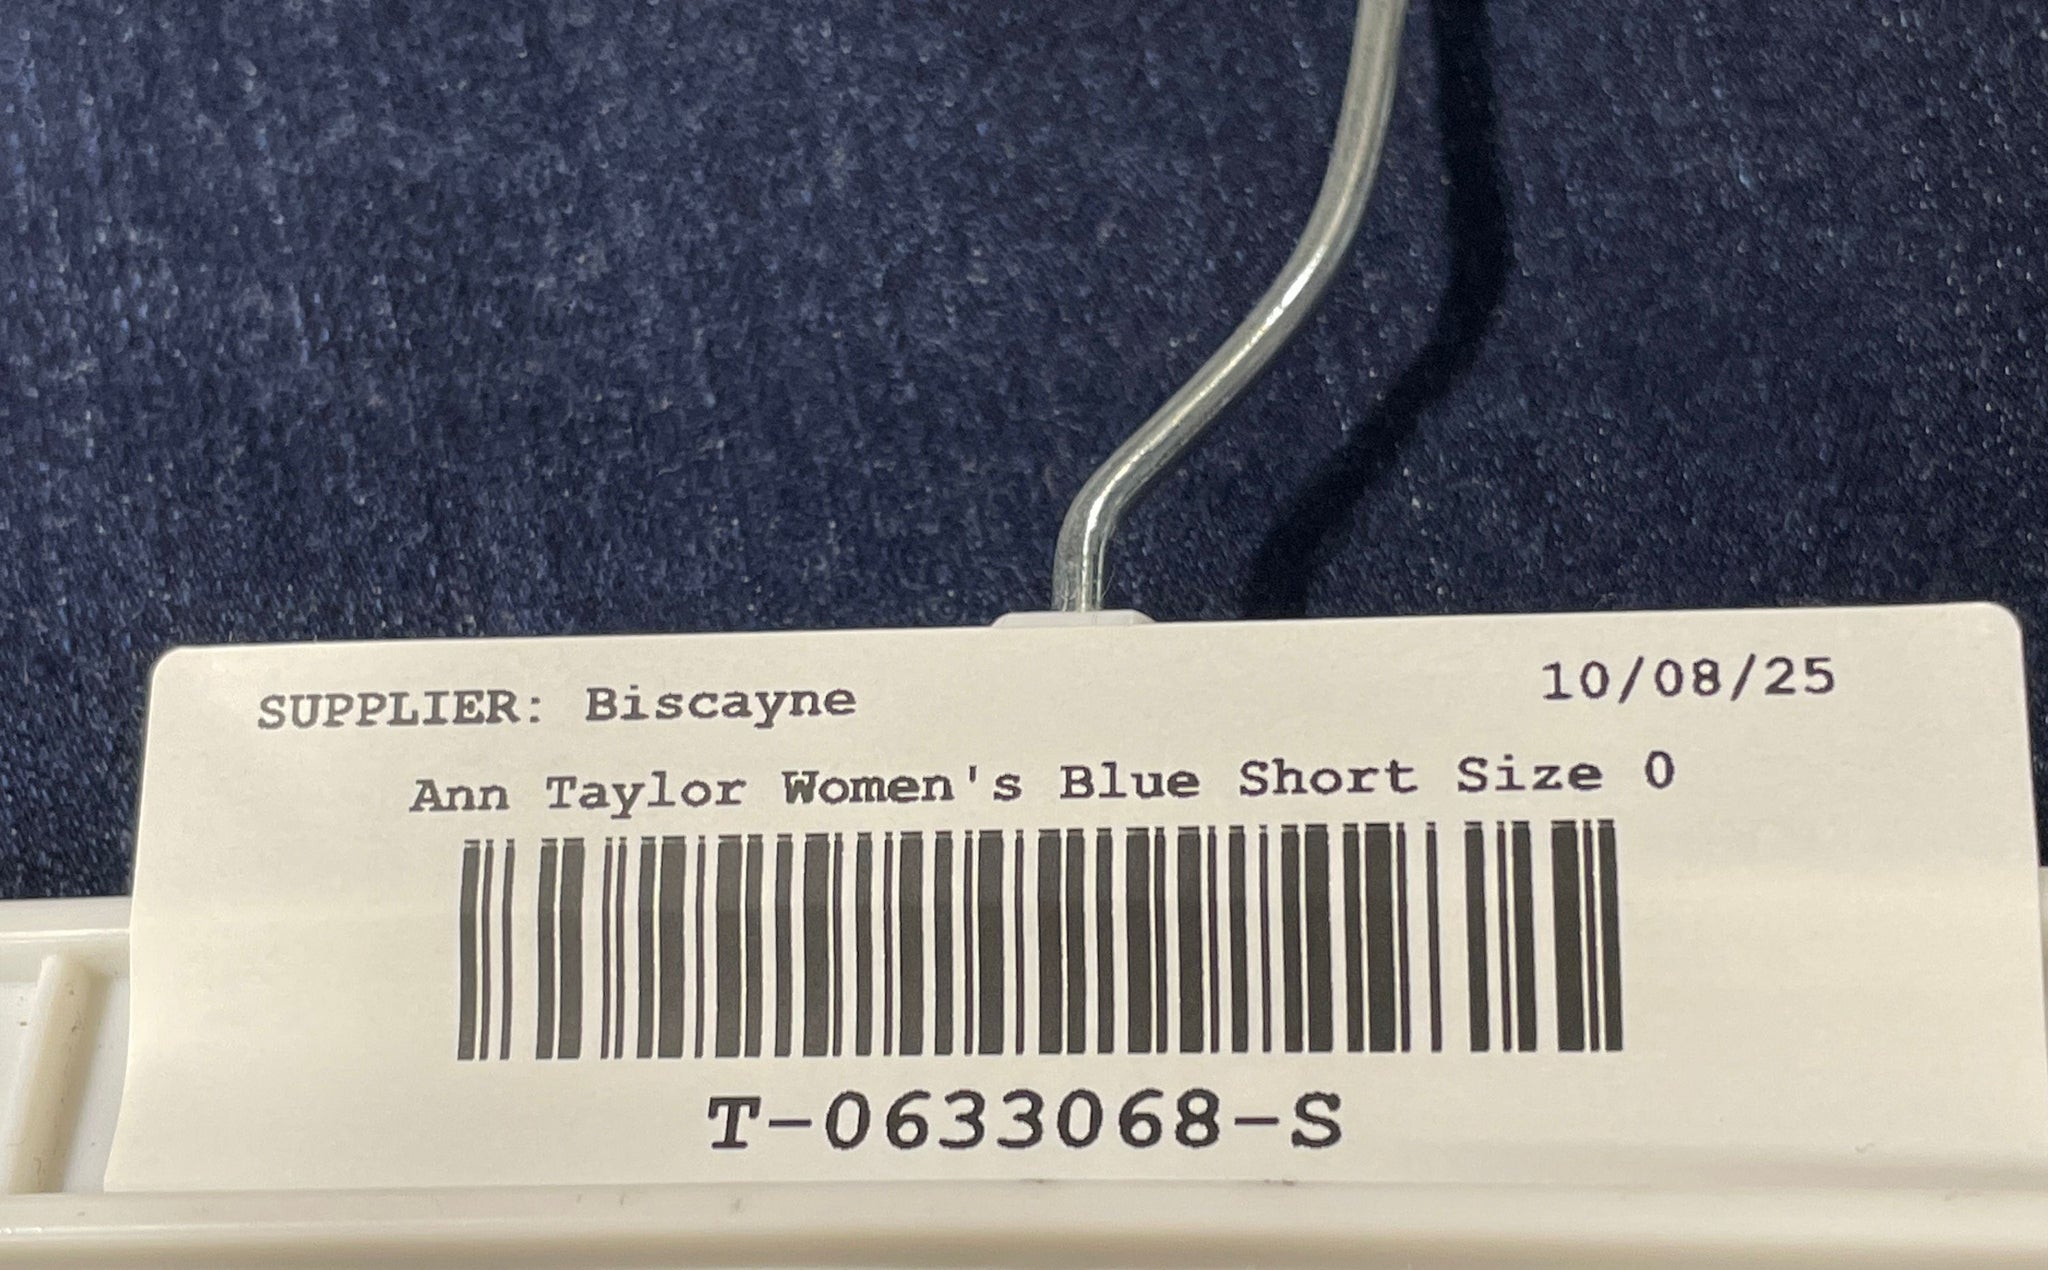 SUPPLIER: Biscayne 10/08/25
Ann Taylor Women's Blue Short Size 0
T-0633068-S